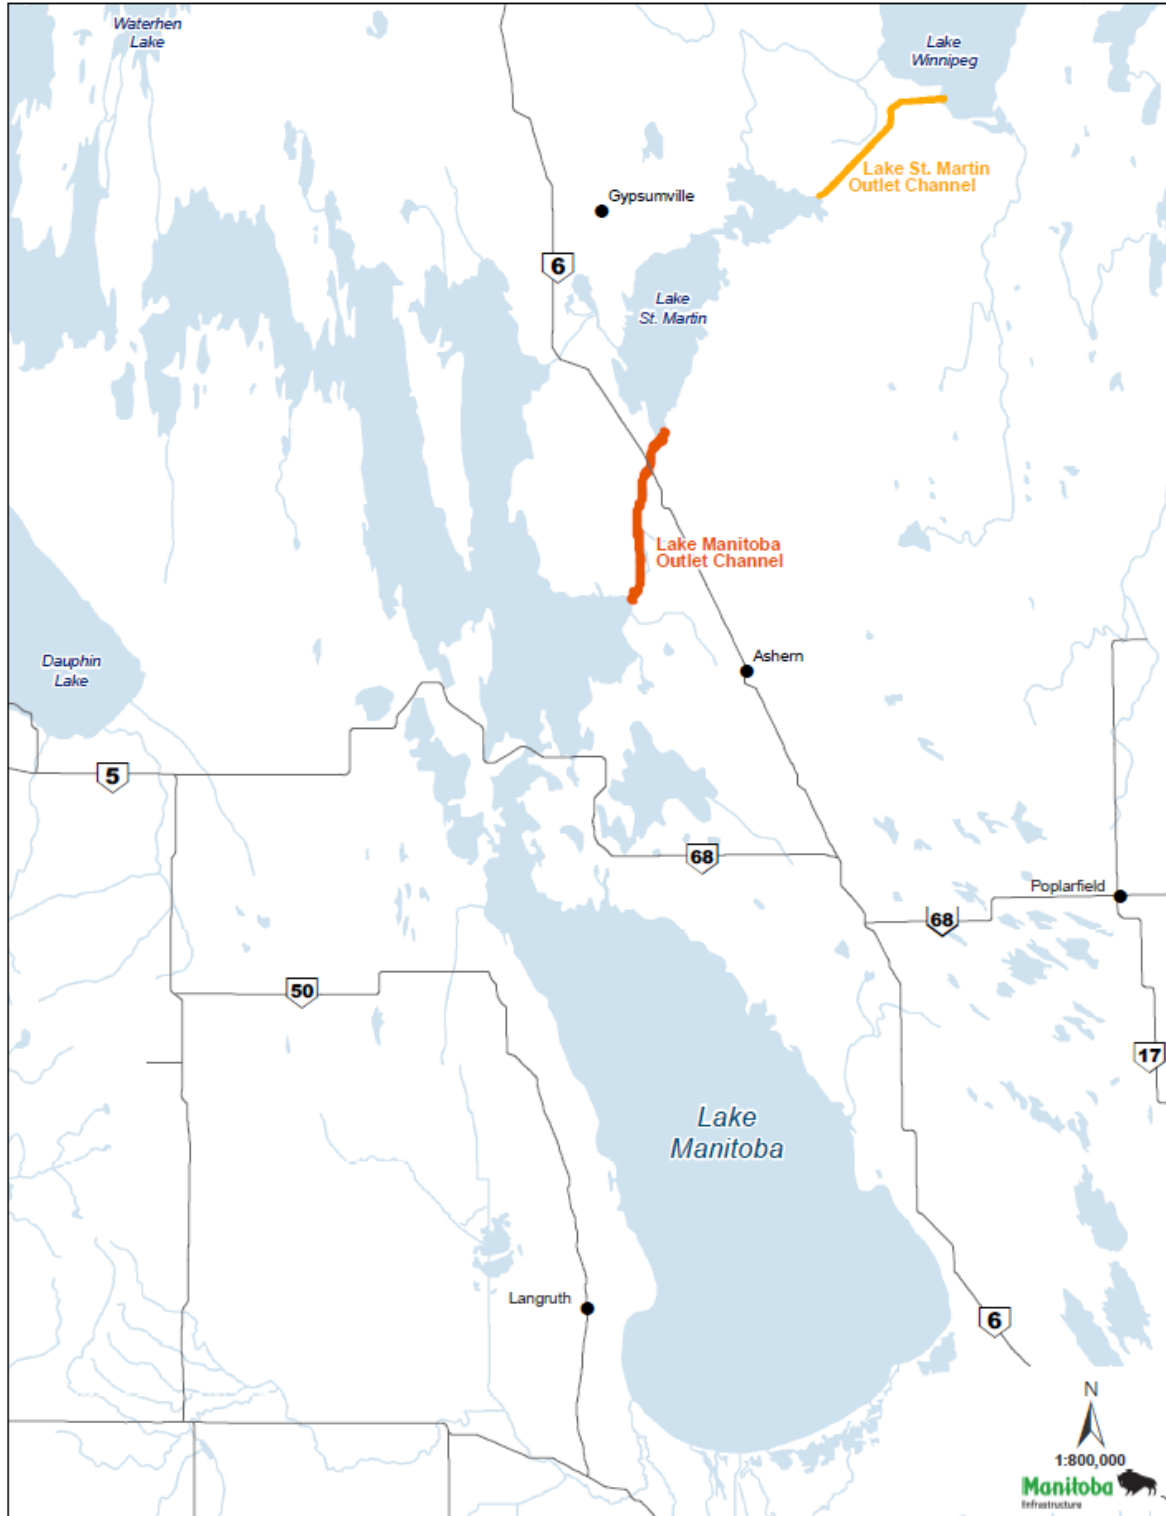 Waterhen
Lake
Lake
Winnipeg
Lake St. Martin
Outlet Channel
Gypsumville
6
Lake
St. Martin
Lake Manitoba
Outlet Channel
Ashern
Dauphin
Lake
5
68
Poplarfield
68
50
17
Lake
Manitoba
Langruth
6
N
1:800,000
Manitoba
Infrastructure